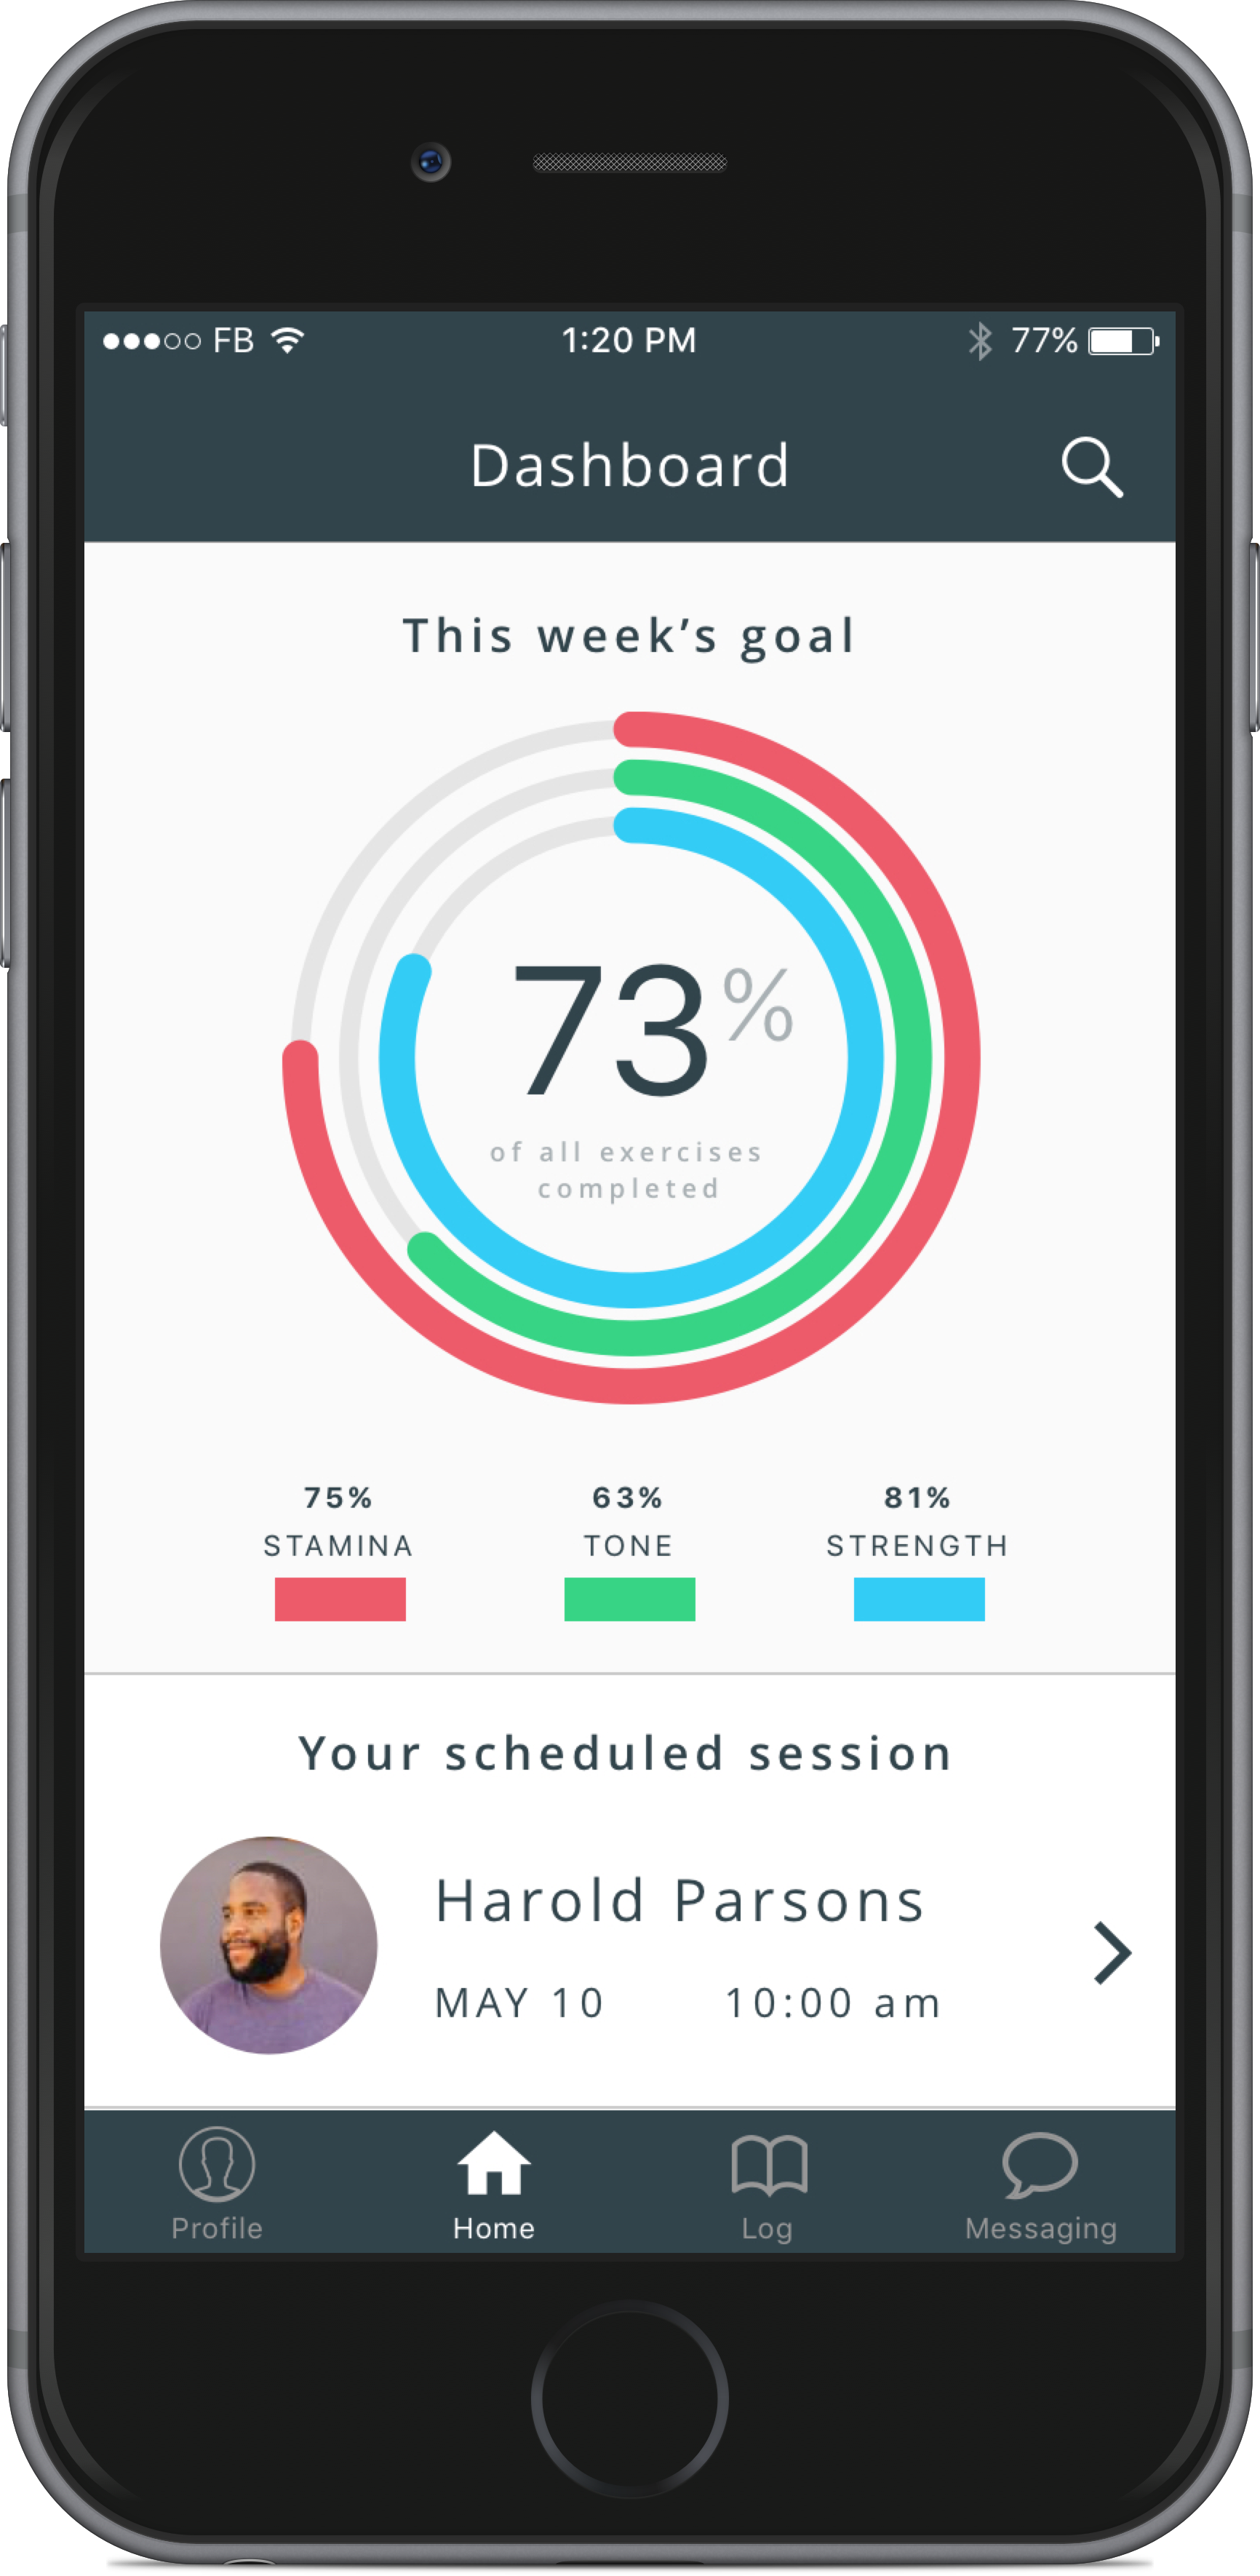 FB 1:20 PM 77%
Dashboard
This week’s goal
73%
of all exercises
completed
75% 63% 81%
STAMINA TONE STRENGTH
Your scheduled session
Harold Parsons
MAY 10 10:00 am
Profile Home Log Messaging